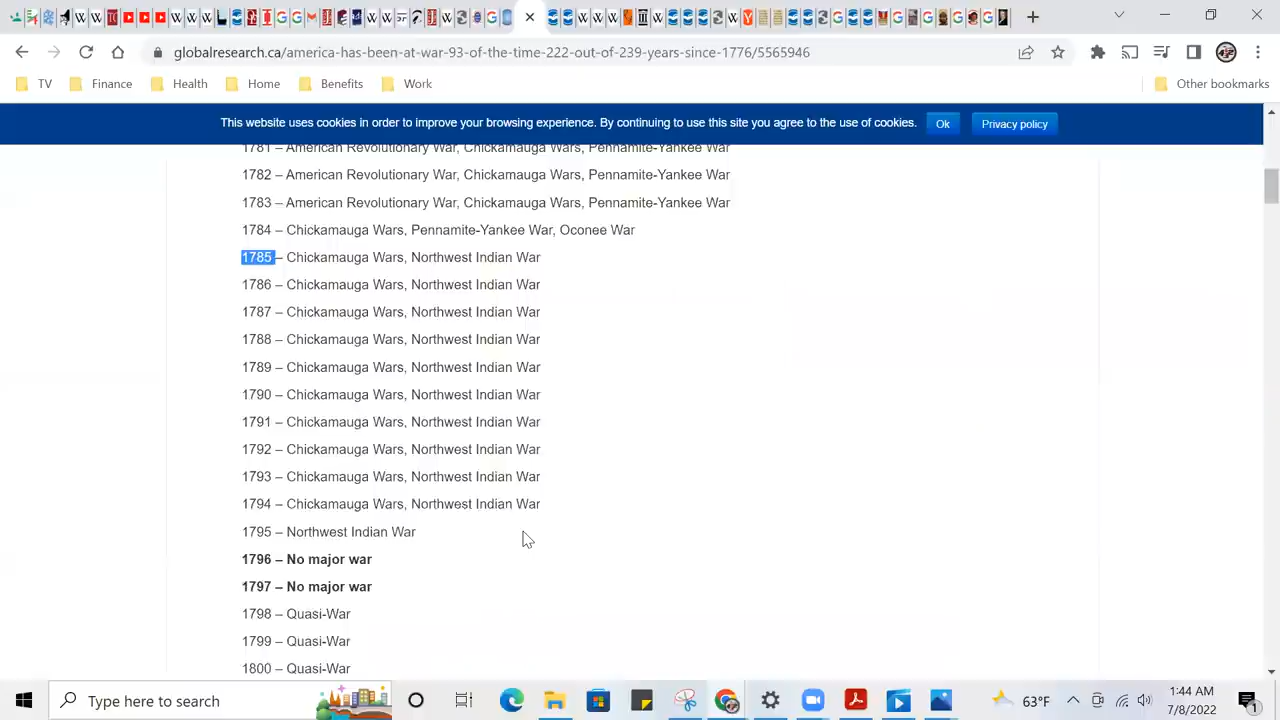 globalresearch.ca/america-has-been-at-war-93-of-the-time-222-out-of-239-years-since-1776/5565946
TV Finance Health Home Benefits Work Other bookmarks
This website uses cookies in order to improve your browsing experience. By continuing to use this site you agree to the use of cookies. Ok Privacy policy
1781 – American Revolutionary War, Chickamauga Wars, Pennamite-Yankee War
1782 – American Revolutionary War, Chickamauga Wars, Pennamite-Yankee War
1783 – American Revolutionary War, Chickamauga Wars, Pennamite-Yankee War
1784 – Chickamauga Wars, Pennamite-Yankee War, Oconee War
1785 – Chickamauga Wars, Northwest Indian War
1786 – Chickamauga Wars, Northwest Indian War
1787 – Chickamauga Wars, Northwest Indian War
1788 – Chickamauga Wars, Northwest Indian War
1789 – Chickamauga Wars, Northwest Indian War
1790 – Chickamauga Wars, Northwest Indian War
1791 – Chickamauga Wars, Northwest Indian War
1792 – Chickamauga Wars, Northwest Indian War
1793 – Chickamauga Wars, Northwest Indian War
1794 – Chickamauga Wars, Northwest Indian War
1795 – Northwest Indian War
1796 – No major war
1797 – No major war
1798 – Quasi-War
1799 – Quasi-War
1800 – Quasi-War
Type here to search
63°F
1:44 AM
7/8/2022